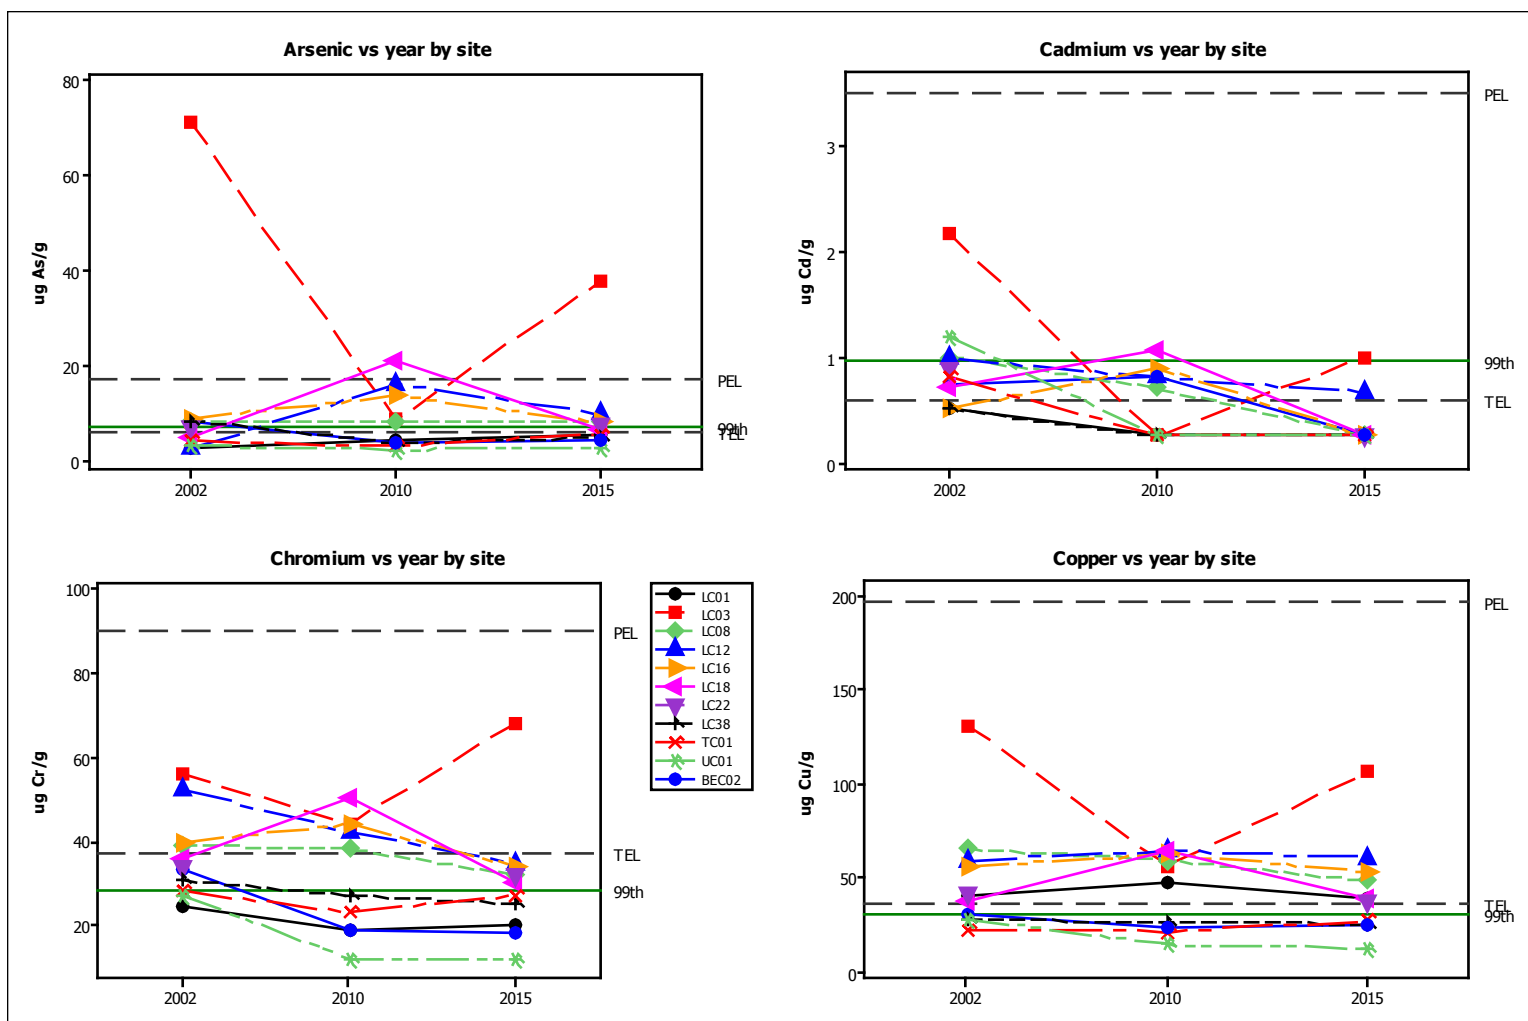 Arsenic vs year by site
80
60
40
20
0
ug As/g
PEL
99th
TEL
2002
2010
2015
Cadmium vs year by site
3
2
1
0
ug Cd/g
PEL
99th
TEL
2002
2010
2015
Chromium vs year by site
100
80
60
40
20
ug Cr/g
PEL
TEL
99th
2002
2010
2015
LC01
LC03
LC08
LC12
LC16
LC18
LC22
LC38
TC01
UC01
BEC02
Copper vs year by site
200
150
100
50
0
ug Cu/g
PEL
TEL
99th
2002
2010
2015